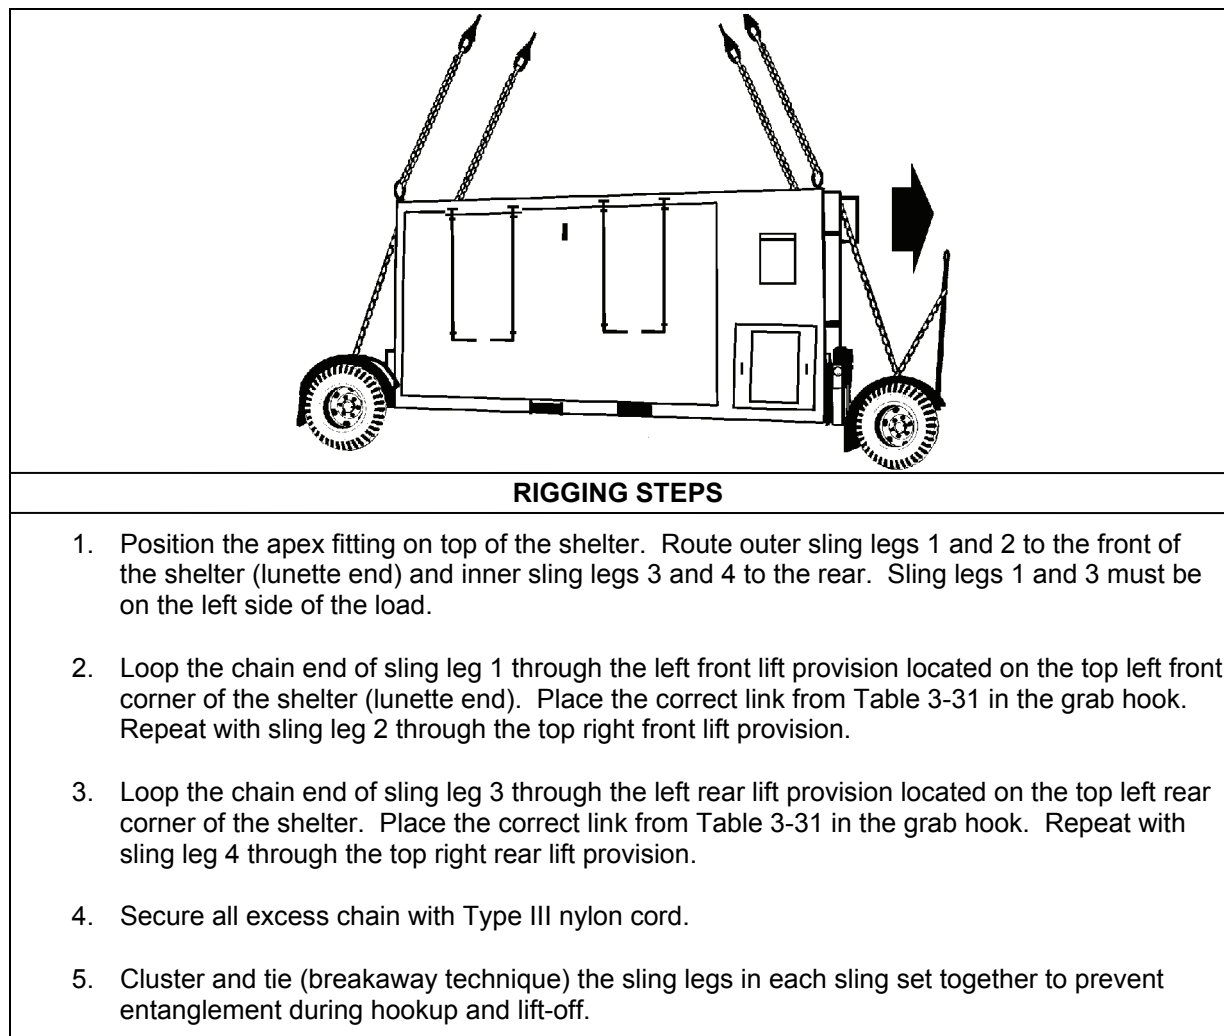 RIGGING STEPS
1. Position the apex fitting on top of the shelter. Route outer sling legs 1 and 2 to the front of
the shelter (lunette end) and inner sling legs 3 and 4 to the rear. Sling legs 1 and 3 must be
on the left side of the load.
2. Loop the chain end of sling leg 1 through the left front lift provision located on the top left front
corner of the shelter (lunette end). Place the correct link from Table 3-31 in the grab hook.
Repeat with sling leg 2 through the top right front lift provision.
3. Loop the chain end of sling leg 3 through the left rear lift provision located on the top left rear
corner of the shelter. Place the correct link from Table 3-31 in the grab hook. Repeat with
sling leg 4 through the top right rear lift provision.
4. Secure all excess chain with Type III nylon cord.
5. Cluster and tie (breakaway technique) the sling legs in each sling set together to prevent
entanglement during hookup and lift-off.